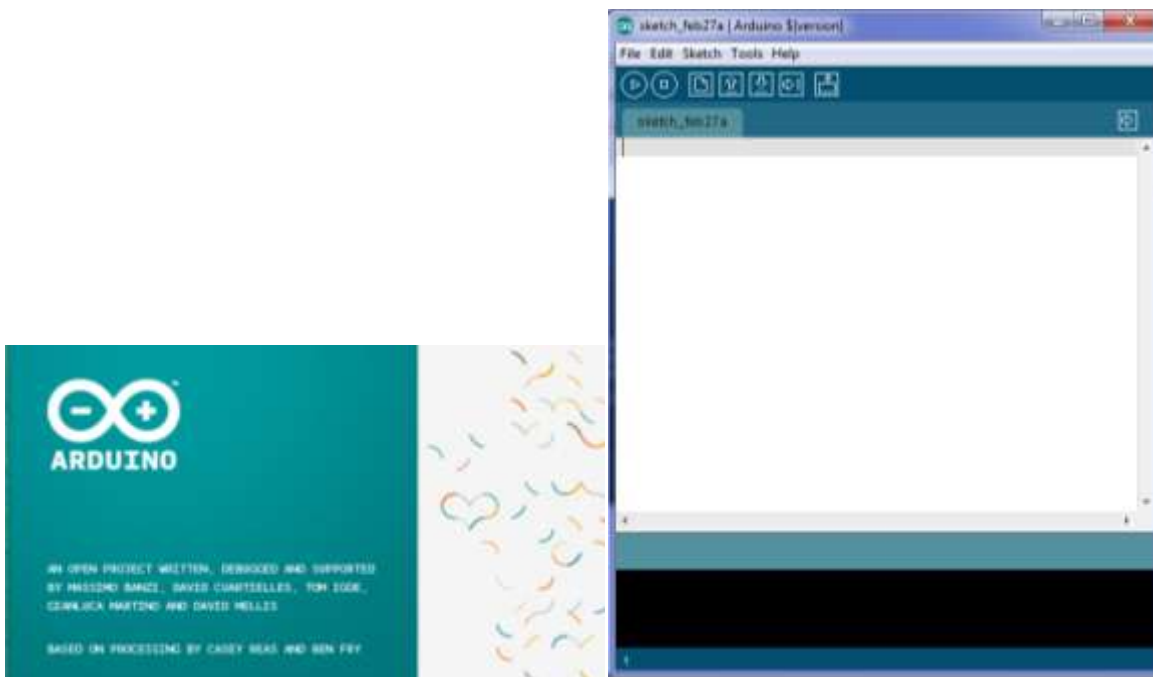 ARDUINO
AN OPEN PROJECT WRITTEN, DEBUGGED AND SUPPORTED
BY MASSIMO BANZI, DAVID CUARTIELLES, TOM IGOE,
GIANLUCA MARTINO AND DAVID MELLIS
BASED ON PROCESSING BY CASEY REAS AND BEN FRY
sketch_feb27a | Arduino ${version}
File Edit Sketch Tools Help
sketch_feb27a
1